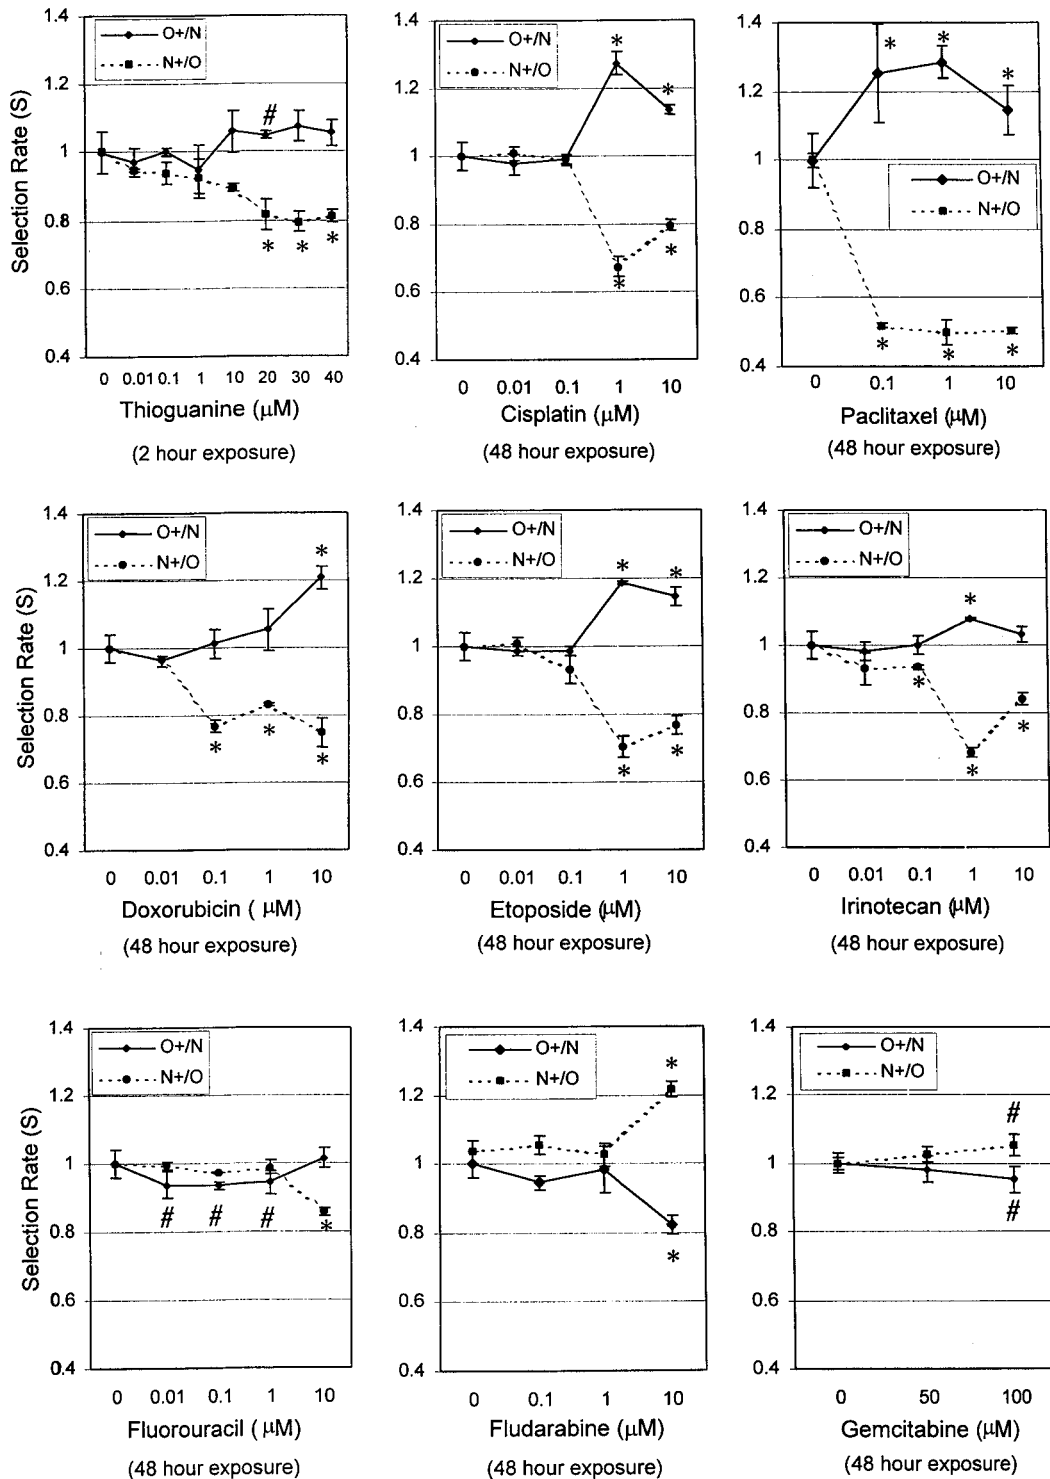 Selection Rate (S)
1.4
1.2
1
0.8
0.6
0.4
O+/N
N+/O
#
* * *
0 0.01 0.1 1 10 20 30 40
Thioguanine (µM)
(2 hour exposure)
1.4
1.2
1
0.8
0.6
0.4
O+/N
N+/O
*
*
*
*
0 0.01 0.1 1 10
Cisplatin (µM)
(48 hour exposure)
1.4
1.2
1
0.8
0.6
0.4
* *
*
O+/N
N+/O
* * *
0 0.1 1 10
Paclitaxel (µM)
(48 hour exposure)
Selection Rate (S)
1.4
1.2
1
0.8
0.6
0.4
O+/N
N+/O
*
* * *
0 0.01 0.1 1 10
Doxorubicin ( µM)
(48 hour exposure)
1.4
1.2
1
0.8
0.6
0.4
O+/N
N+/O
* *
* *
0 0.01 0.1 1 10
Etoposide (µM)
(48 hour exposure)
1.4
1.2
1
0.8
0.6
0.4
O+/N
N+/O
*
*
*
*
0 0.01 0.1 1 10
Irinotecan (µM)
(48 hour exposure)
Selection Rate (S)
1.4
1.2
1
0.8
0.6
0.4
O+/N
N+/O
# # # *
0 0.01 0.1 1 10
Fluorouracil ( µM)
(48 hour exposure)
1.4
1.2
1
0.8
0.6
0.4
O+/N
N+/O
*
*
0 0.1 1 10
Fludarabine (µM)
(48 hour exposure)
1.4
1.2
1
0.8
0.6
0.4
O+/N
N+/O
#
#
0 50 100
Gemcitabine (µM)
(48 hour exposure)